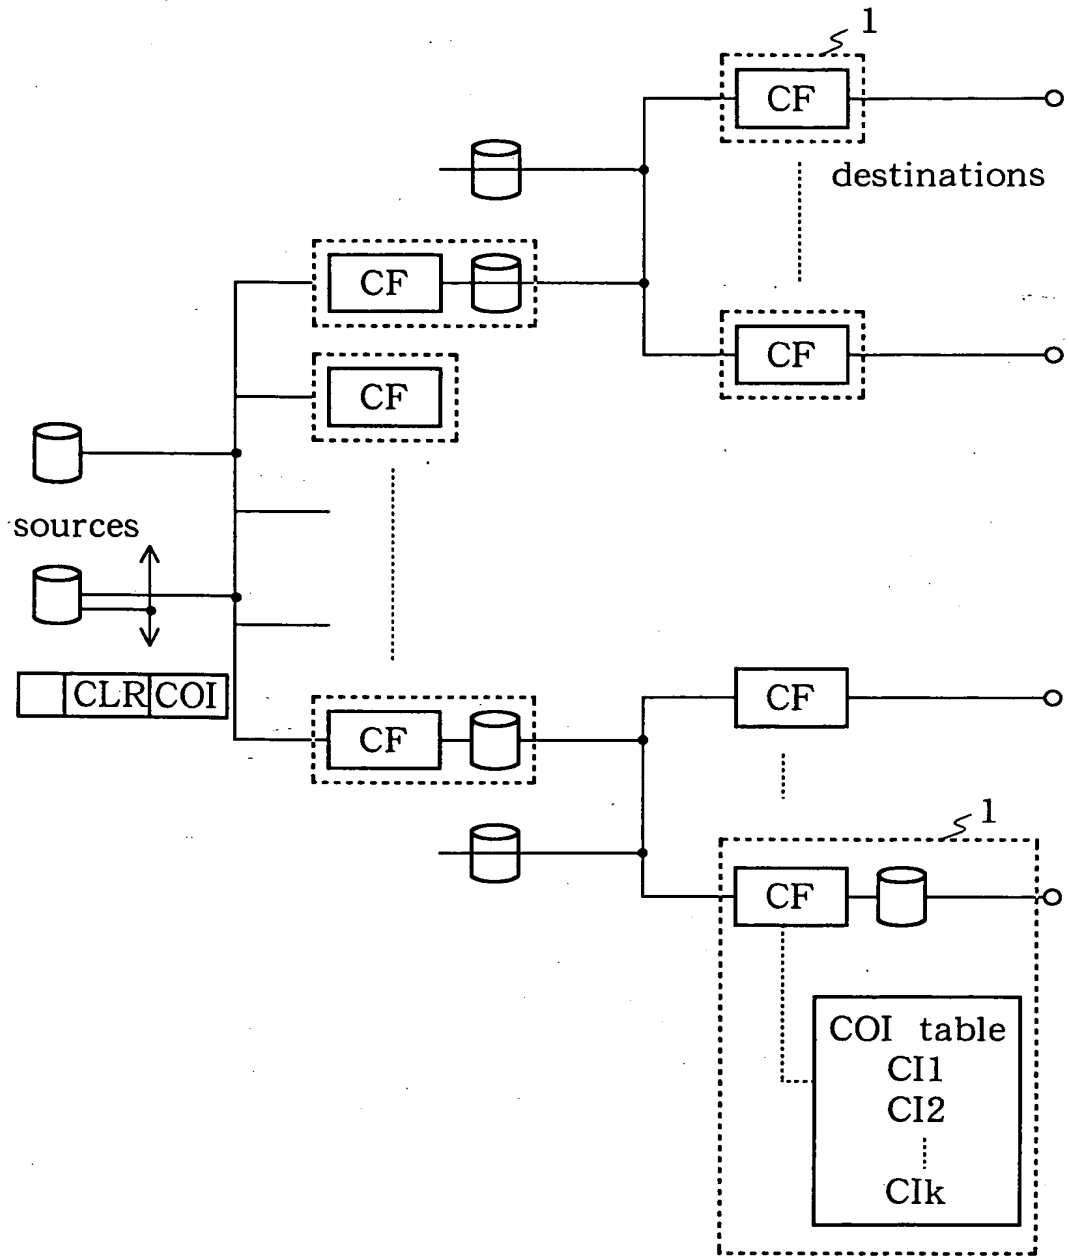 1
CF
destinations
CF
CF
CF
sources
CLR COI
CF
CF
1
CF
COI table
CI1
CI2
CIk